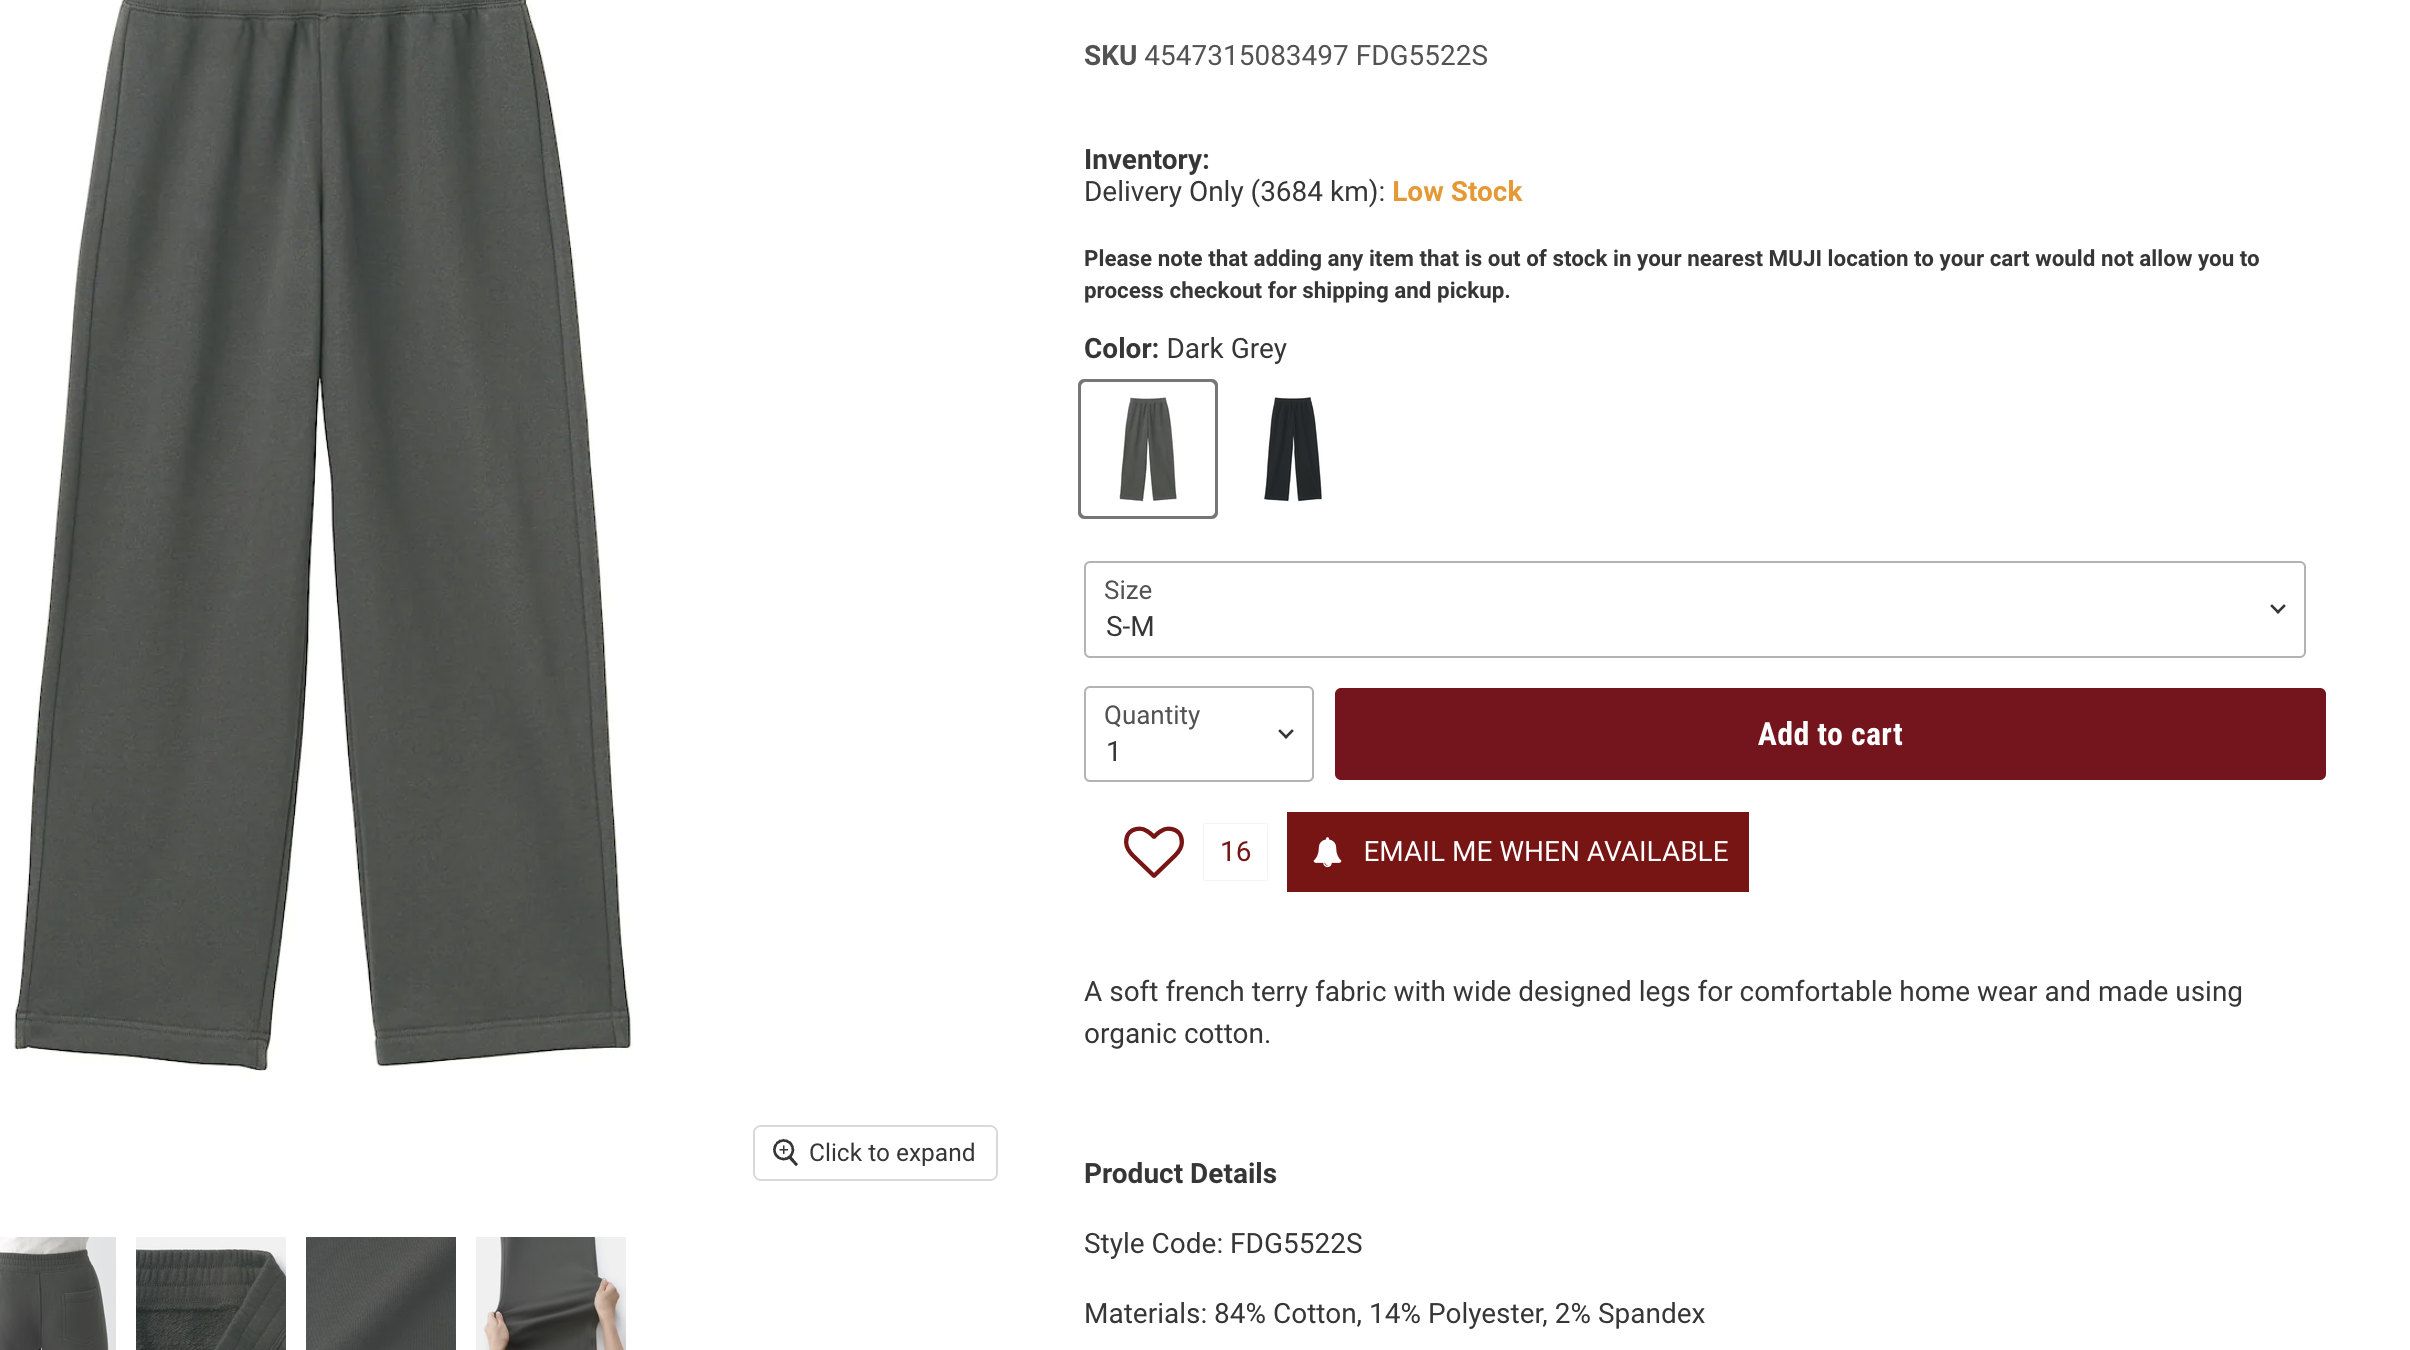 SKU 4547315083497 FDG5522S
Inventory:
Delivery Only (3684 km): Low Stock
Please note that adding any item that is out of stock in your nearest MUJI location to your cart would not allow you to
process checkout for shipping and pickup.
Color: Dark Grey
Size
S-M
Quantity
1
Add to cart
16
EMAIL ME WHEN AVAILABLE
A soft french terry fabric with wide designed legs for comfortable home wear and made using
organic cotton.
Click to expand
Product Details
Style Code: FDG5522S
Materials: 84% Cotton, 14% Polyester, 2% Spandex